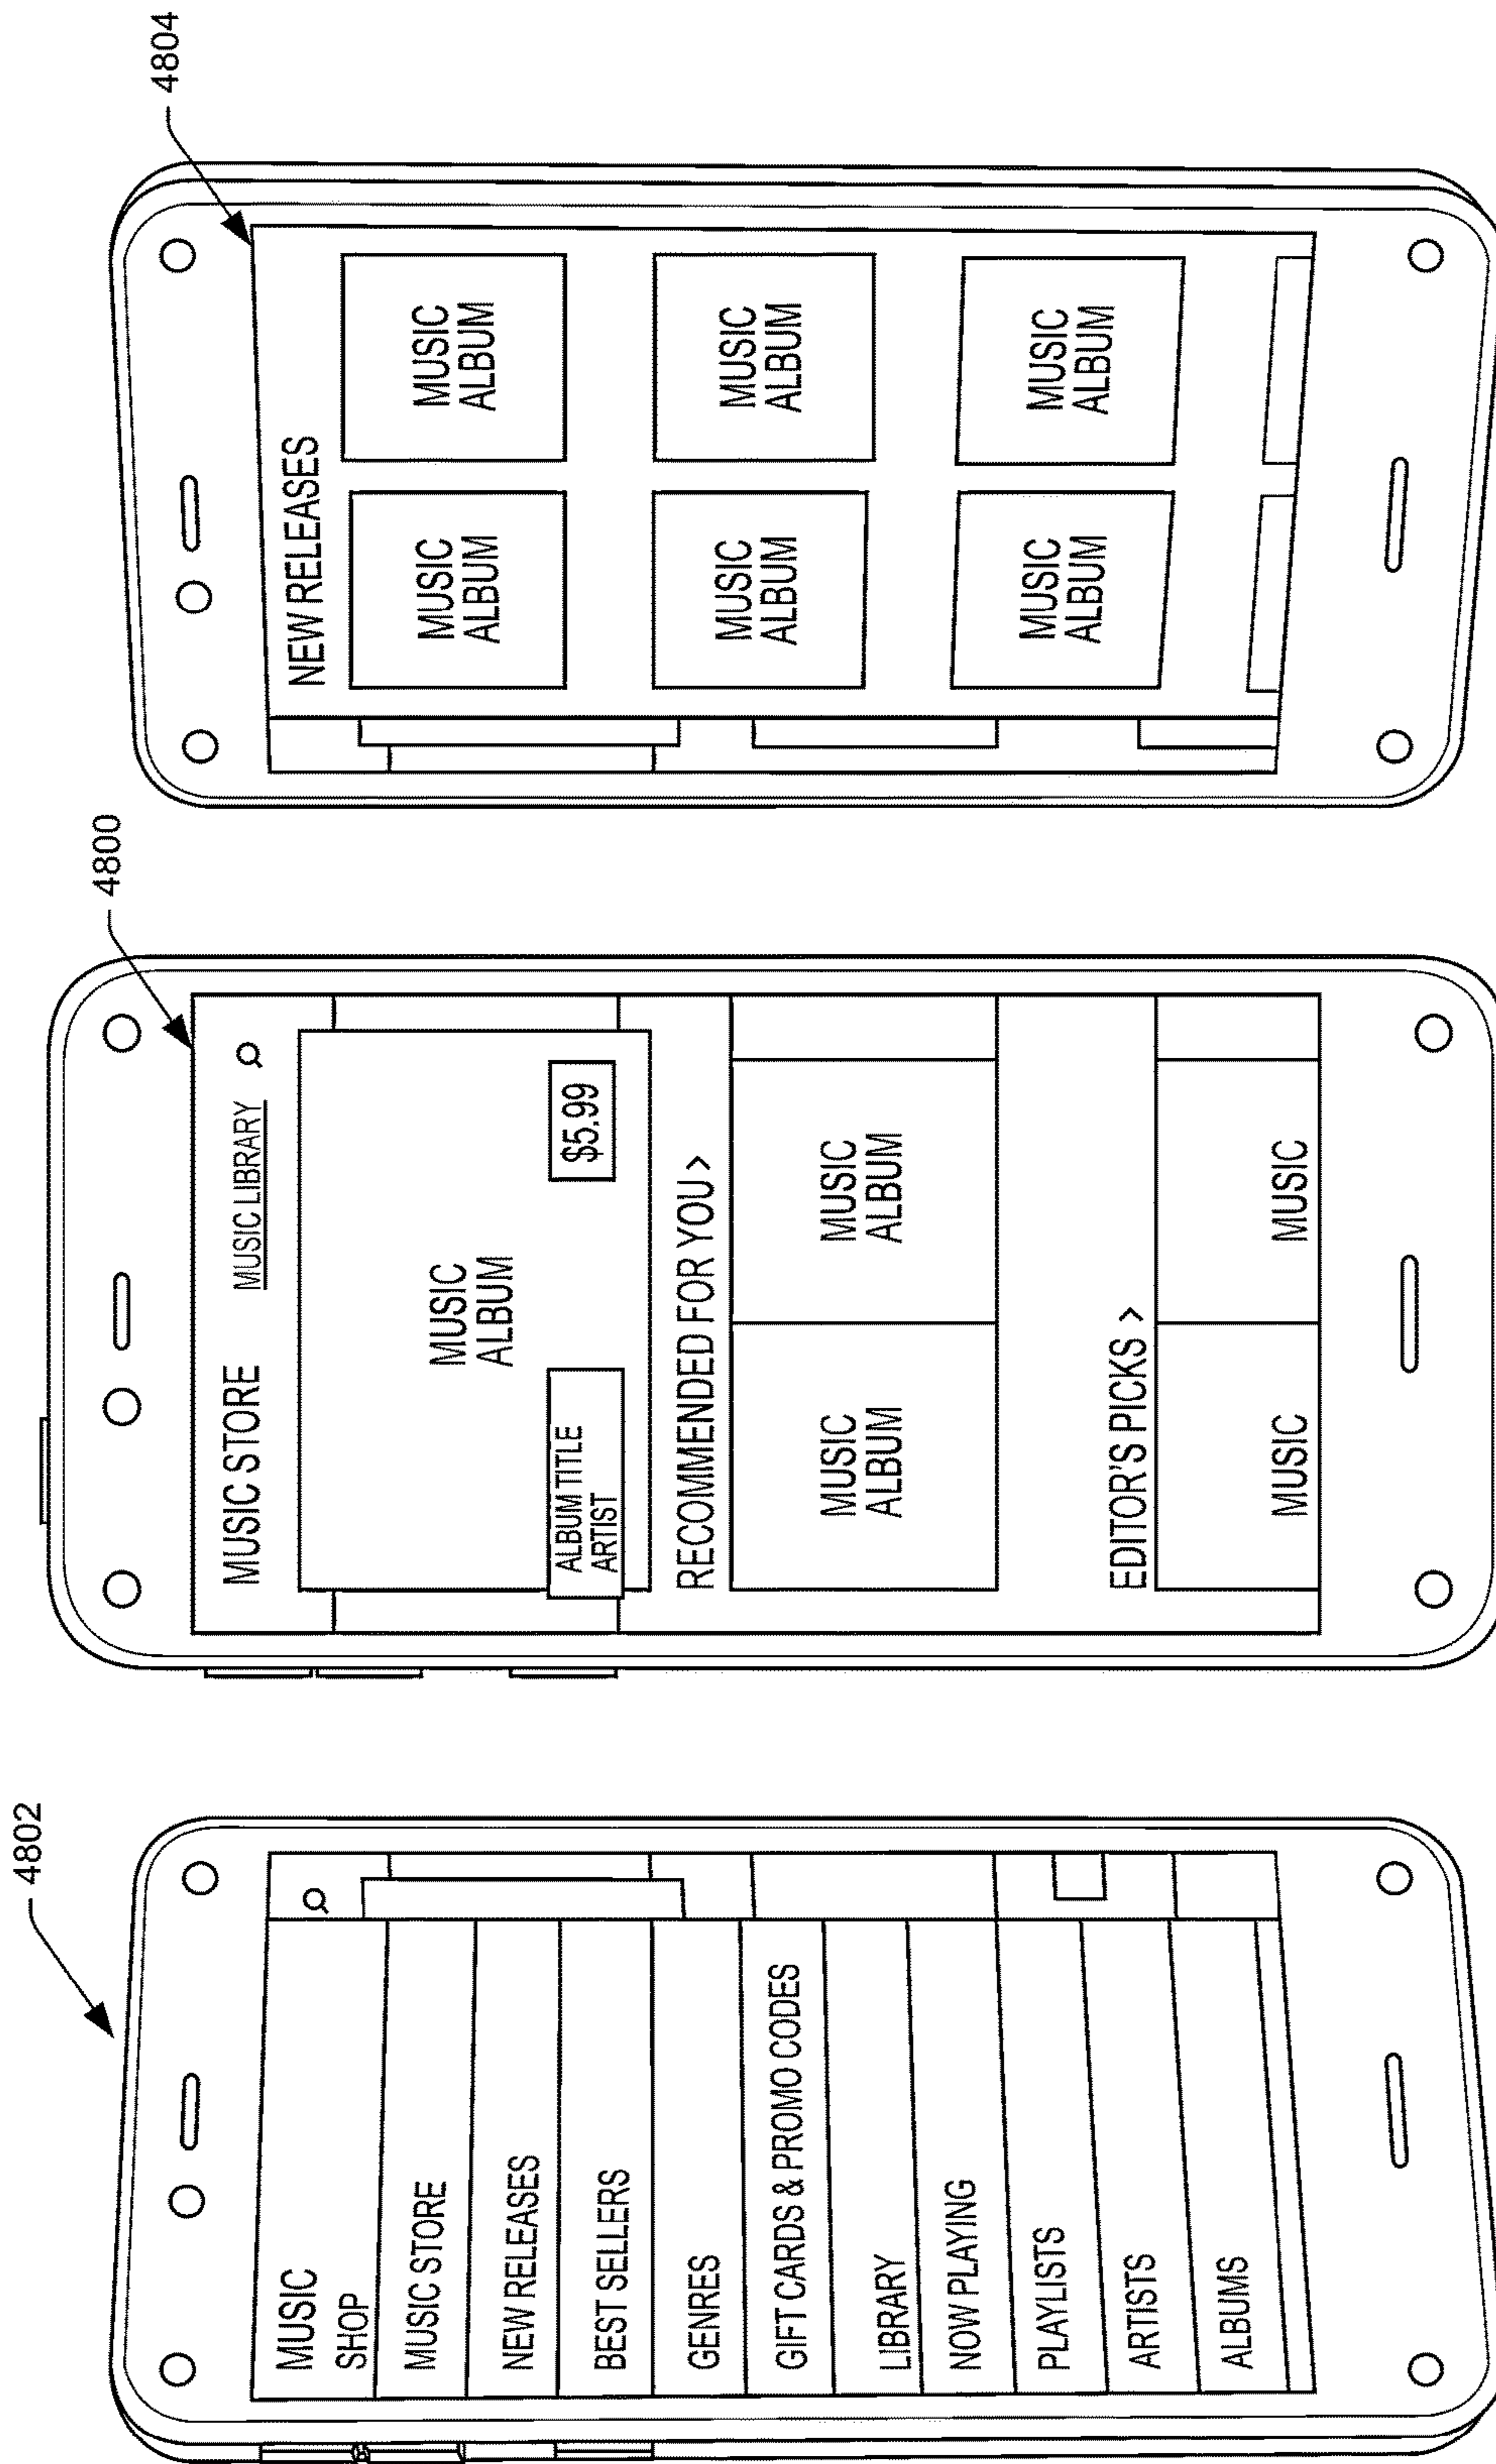 4802
MUSIC
SHOP
MUSIC STORE
NEW RELEASES
BEST SELLERS
GENRES
GIFT CARDS & PROMO CODES
LIBRARY
NOW PLAYING
PLAYLISTS
ARTISTS
ALBUMS
4800
MUSIC STORE MUSIC LIBRARY
MUSIC
ALBUM
ALBUM TITLE
ARTIST
$5.99
RECOMMENDED FOR YOU >
MUSIC
ALBUM
MUSIC
ALBUM
EDITOR'S PICKS >
MUSIC
MUSIC
4804
NEW RELEASES
MUSIC
ALBUM
MUSIC
ALBUM
MUSIC
ALBUM
MUSIC
ALBUM
MUSIC
ALBUM
MUSIC
ALBUM